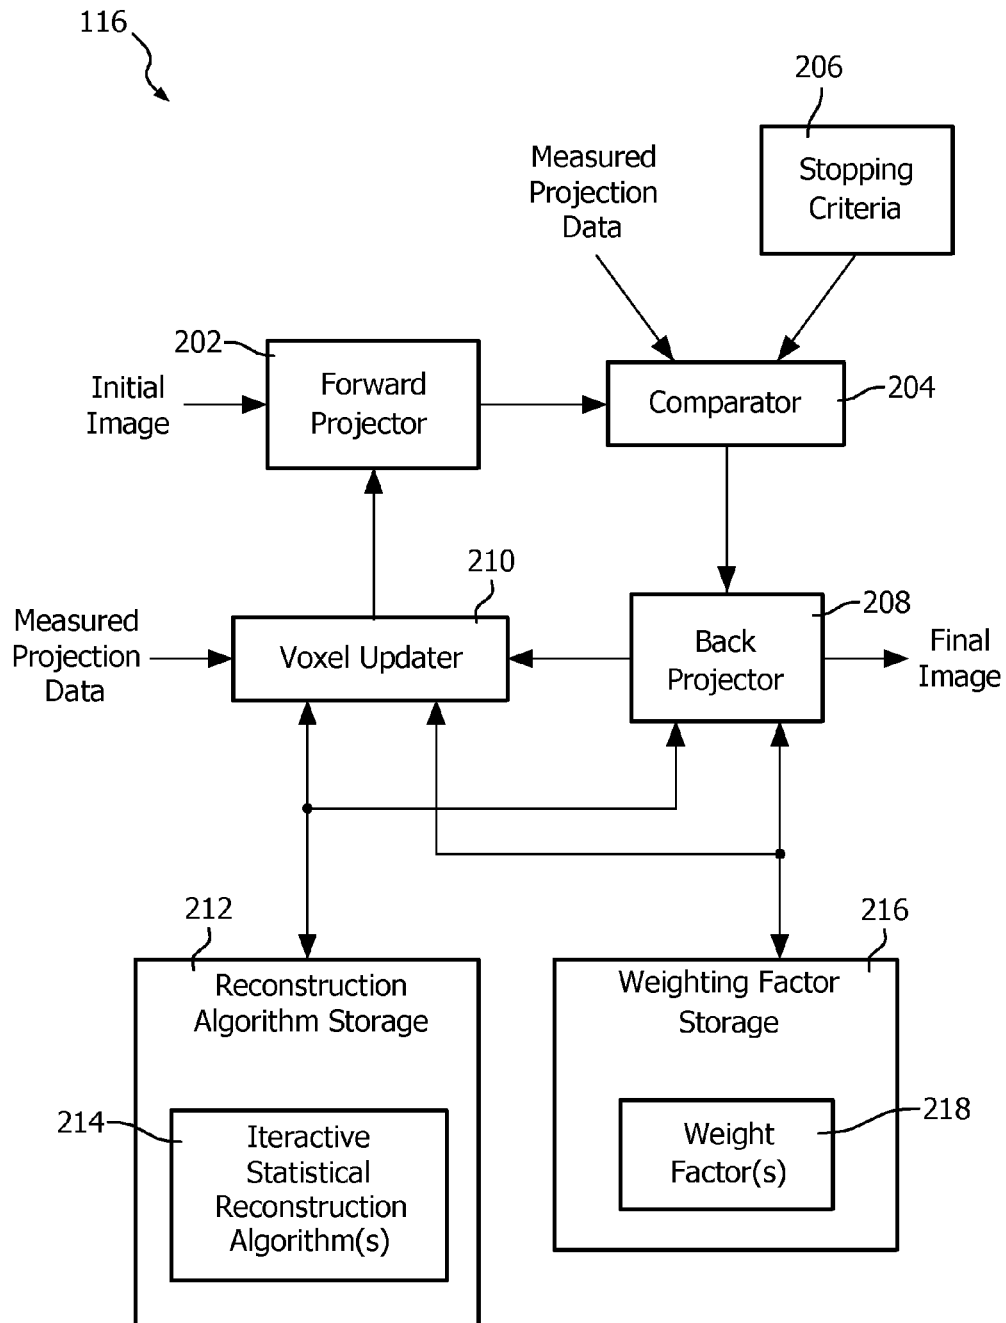 116
206
Stopping
Criteria
Measured
Projection
Data
202
Forward
Projector
Initial
Image
Comparator
204
210
Voxel Updater
Measured
Projection
Data
208
Back
Projector
Final
Image
212
Reconstruction
Algorithm Storage
214
Iteractive
Statistical
Reconstruction
Algorithm(s)
216
Weighting Factor
Storage
218
Weight
Factor(s)